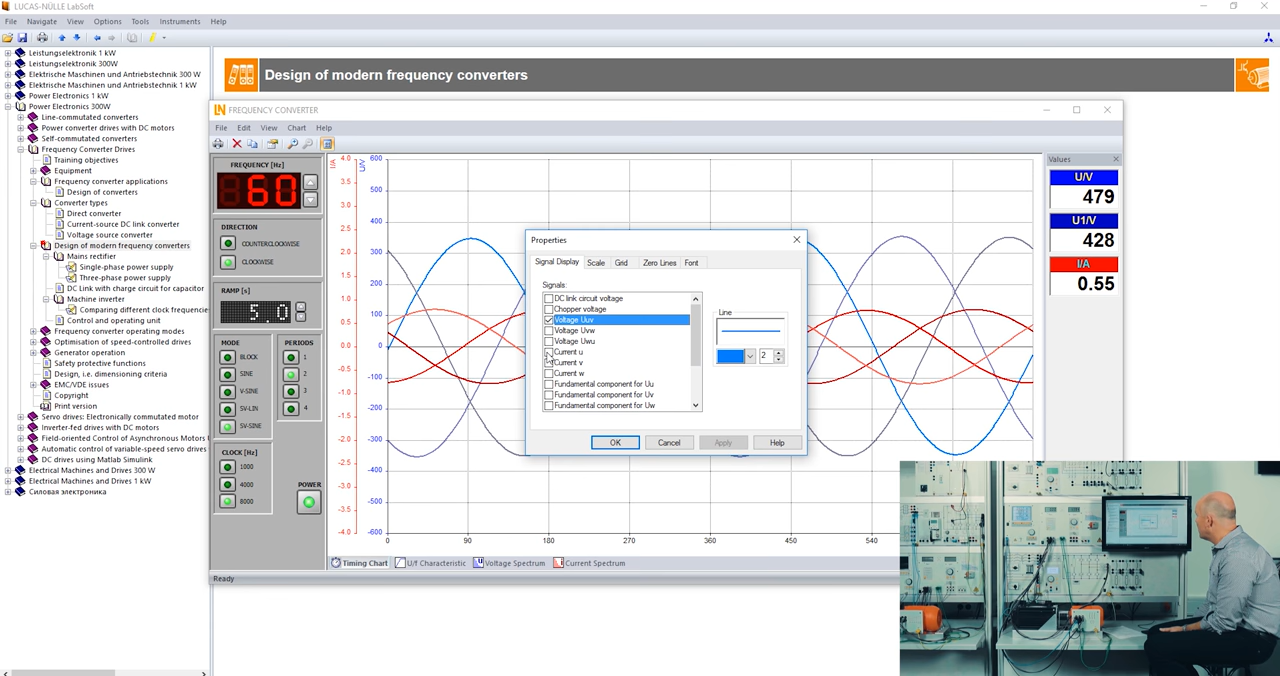 LUCAS-NÜLLE LabSoft
File Navigate View Options Tools Instruments Help
Leistungselektronik 1 kW
Leistungselektronik 300W
Elektrische Maschinen und Antriebstechnik 300 W
Elektrische Maschinen und Antriebstechnik 1 kW
Power Electronics 1 kW
Power Electronics 300W
Line-commutated converters
Power converter drives with DC motors
Self-commutated converters
Frequency Converter Drives
Training objectives
Equipment
Frequency converter applications
Design of converters
Converter types
Direct converter
Current-source DC link converter
Voltage source converter
Design of modern frequency converters
Mains rectifier
Single-phase power supply
Three-phase power supply
DC Link with charge circuit for capacitor
Machine inverter
Comparing different clock frequencies
Control and operating unit
Frequency converter operating modes
Optimisation of speed-controlled drives
Generator operation
Safety protective functions
Design, i.e. dimensioning criteria
EMC/VDE issues
Copyright
Print version
Servo drives: Electronically commutated motor
Inverter-fed drives with DC motors
Field-oriented Control of Asynchronous Motors
Automatic control of variable-speed servo drives
DC drives using Matlab Simulink
Electrical Machines and Drives 300 W
Electrical Machines and Drives 1 kW
Силовая электроника
Design of modern frequency converters
LN FREQUENCY CONVERTER
File Edit View Chart Help
FREQUENCY [Hz]
60
DIRECTION
COUNTERCLOCKWISE
CLOCKWISE
RAMP [s]
5.0
MODE
BLOCK
SINE
V-SINE
SV-LIN
SV-SINE
PERIODS
1
2
3
4
CLOCK [Hz]
1000
4000
8000
POWER
I/A
4.0
3.5
3.0
2.5
2.0
1.5
1.0
0.5
0.0
-0.5
-1.0
-1.5
-2.0
-2.5
-3.0
-3.5
-4.0
U/V
600
500
400
300
200
100
0
-100
-200
-300
-400
-500
-600
0 90 180 270 360 450 540
Timing Chart U/f Characteristic Voltage Spectrum Current Spectrum
Ready
Properties
Signal Display Scale Grid Zero Lines Font
Signals:
DC link circuit voltage
Chopper voltage
Voltage Uuv
Voltage Uvw
Voltage Uwu
Current u
Current v
Current w
Fundamental component for Uu
Fundamental component for Uv
Fundamental component for Uw
Line
2
OK Cancel Apply Help
Values
U/V
479
U1/V
428
I/A
0.55